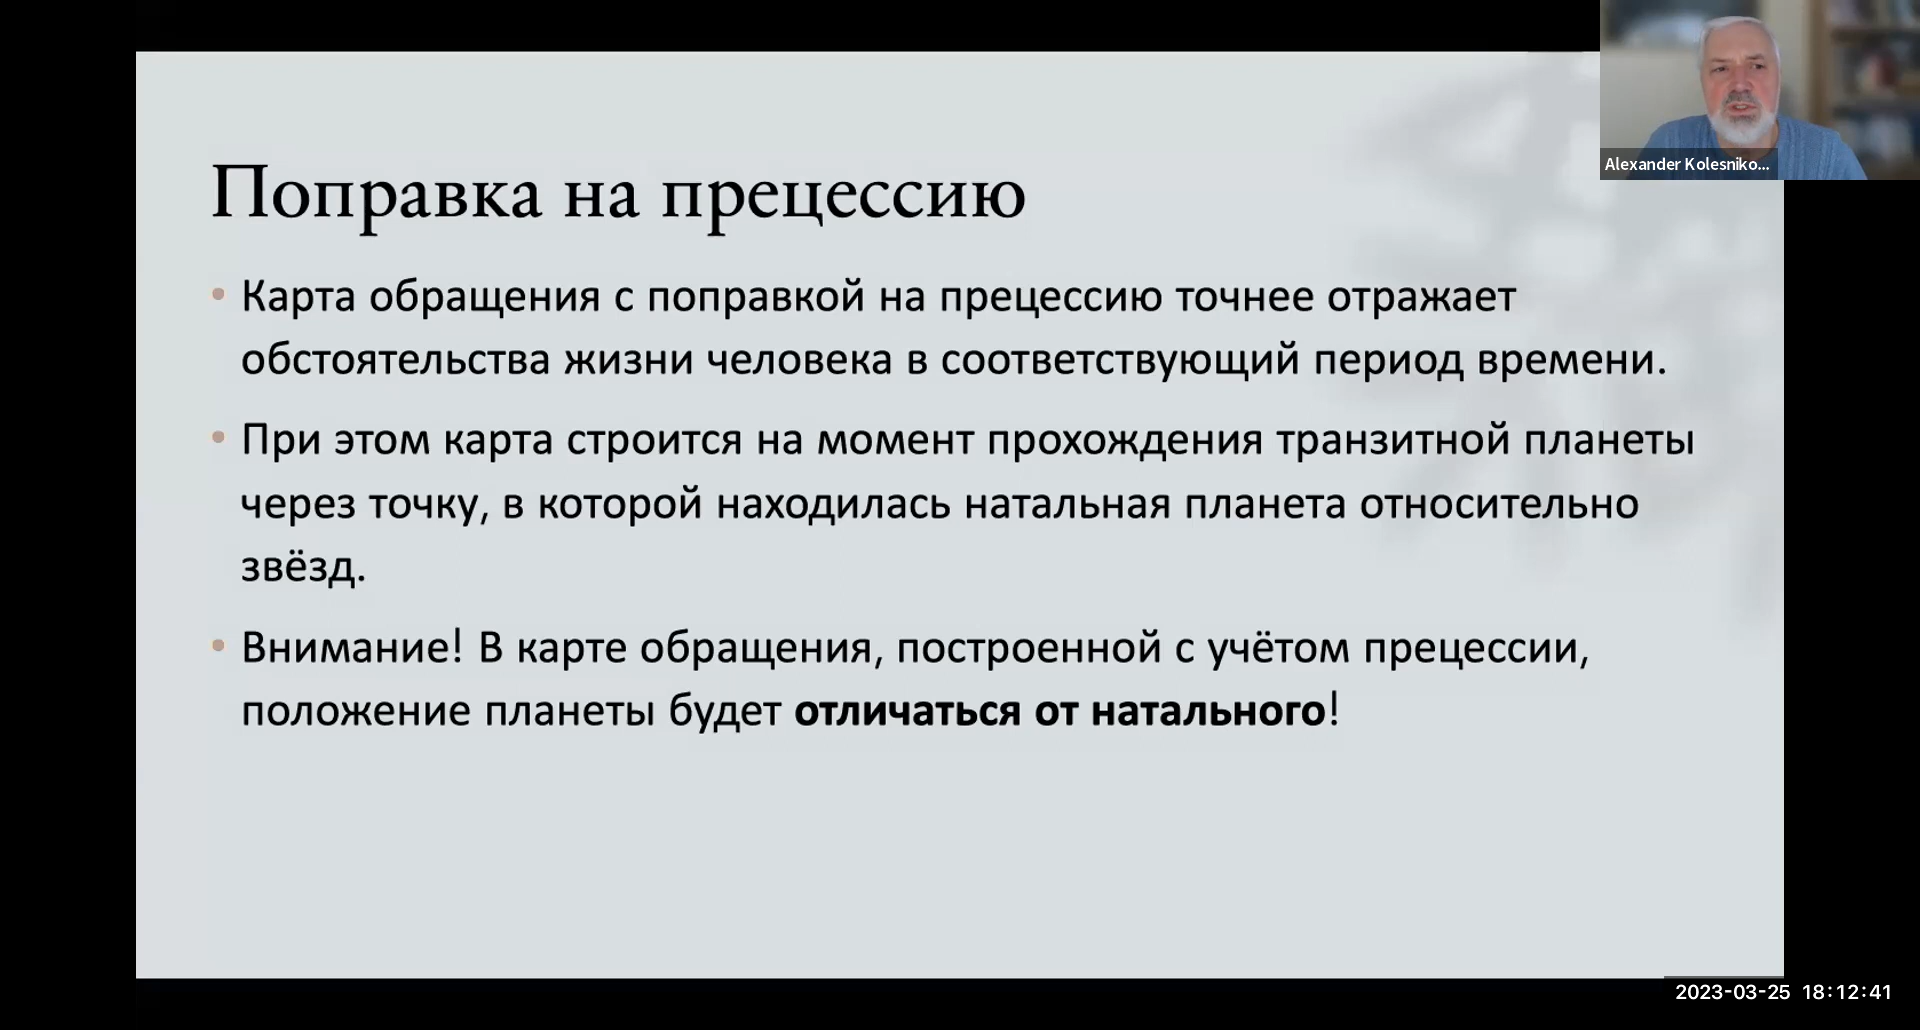 Alexander Kolesniko...
Поправка на прецессию
• Карта обращения с поправкой на прецессию точнее отражает
обстоятельства жизни человека в соответствующий период времени.
• При этом карта строится на момент прохождения транзитной планеты
через точку, в которой находилась натальная планета относительно
звёзд.
• Внимание! В карте обращения, построенной с учётом прецессии,
положение планеты будет отличаться от натального!
2023-03-25 18:12:41